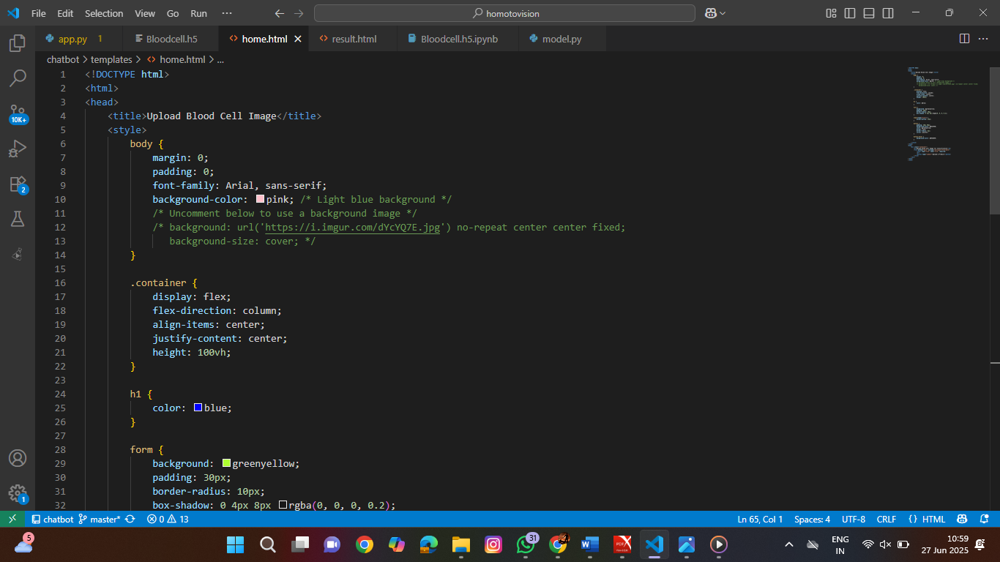 File Edit Selection View Go Run ··· homotovision
app.py 1 Bloodcell.h5 home.html result.html Bloodcell.h5.ipynb model.py
chatbot > templates > home.html > ...
1 <!DOCTYPE html>
2 <html>
3 <head>
4 <title>Upload Blood Cell Image</title>
5 <style>
6 body {
7 margin: 0;
8 padding: 0;
9 font-family: Arial, sans-serif;
10 background-color: pink; /* Light blue background */
11 /* Uncomment below to use a background image */
12 /* background: url('https://i.imgur.com/dYcYQ7E.jpg') no-repeat center center fixed;
13 background-size: cover; */
14 }
15
16 .container {
17 display: flex;
18 flex-direction: column;
19 align-items: center;
20 justify-content: center;
21 height: 100vh;
22 }
23
24 h1 {
25 color: blue;
26 }
27
28 form {
29 background: greenyellow;
30 padding: 30px;
31 border-radius: 10px;
32 box-shadow: 0 4px 8px rgba(0, 0, 0, 0.2);
10K+
2
1
chatbot master* 0 13 Ln 65, Col 1 Spaces: 4 UTF-8 CRLF {} HTML
5 31 ENG 10:59
IN 27 Jun 2025